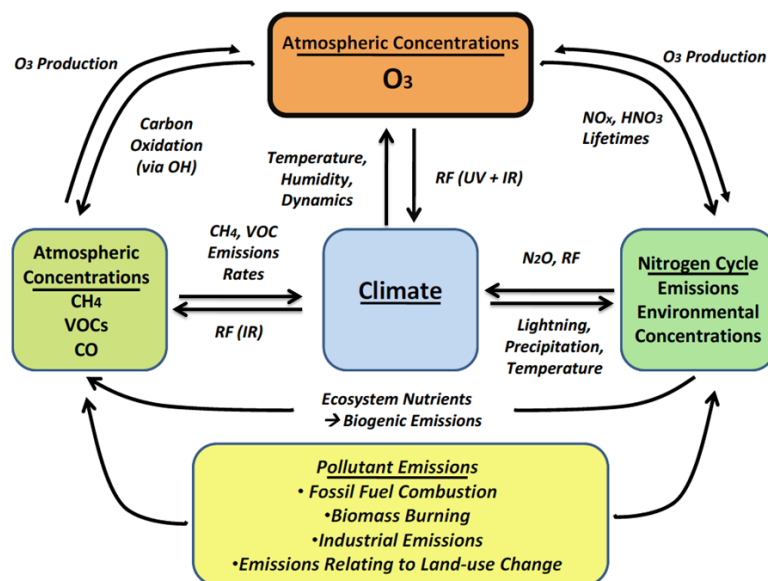 Atmospheric Concentrations
O3
O3 Production
O3 Production
Carbon
Oxidation
(via OH)
NOx, HNO3
Lifetimes
Temperature,
Humidity,
Dynamics
RF (UV + IR)
Atmospheric
Concentrations
CH4
VOCs
CO
CH4, VOC
Emissions
Rates
RF (IR)
Climate
N2O, RF
Lightning,
Precipitation,
Temperature
Nitrogen Cycle
Emissions
Environmental
Concentrations
Ecosystem Nutrients
→ Biogenic Emissions
Pollutant Emissions
• Fossil Fuel Combustion
•Biomass Burning
•Industrial Emissions
•Emissions Relating to Land-use Change